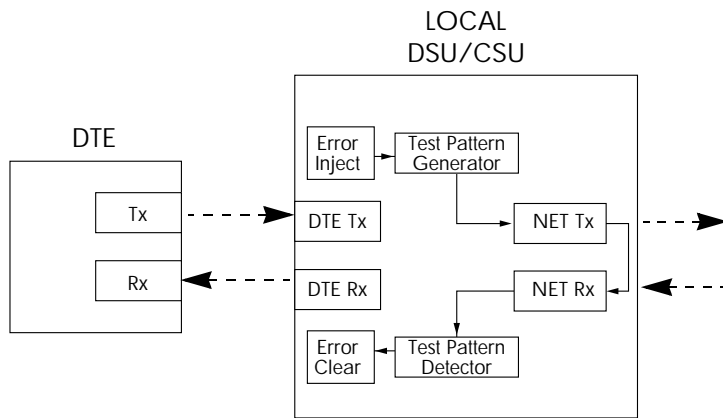 LOCAL
DSU/CSU
DTE
Error
Inject
Test Pattern
Generator
Tx
DTE Tx
NET Tx
Rx
DTE Rx
NET Rx
Error
Clear
Test Pattern
Detector